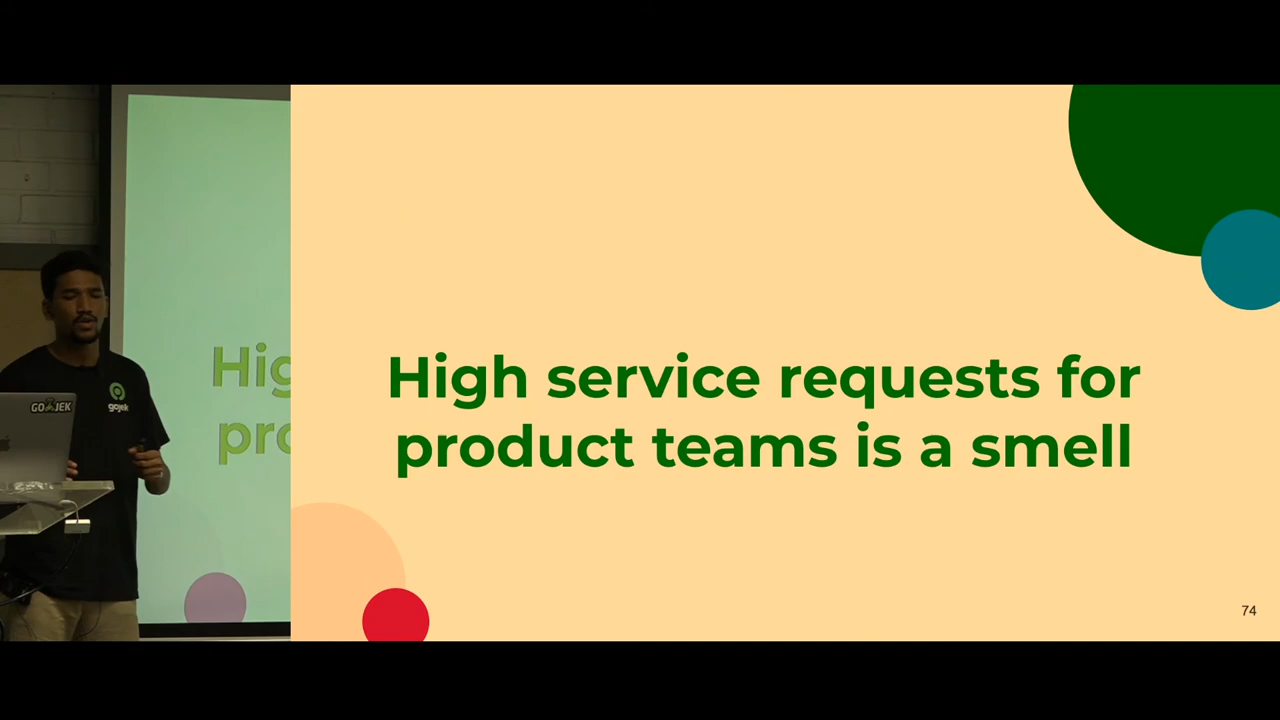 High service requests for
product teams is a smell
74
Hig
pro
GOJEK
gojek